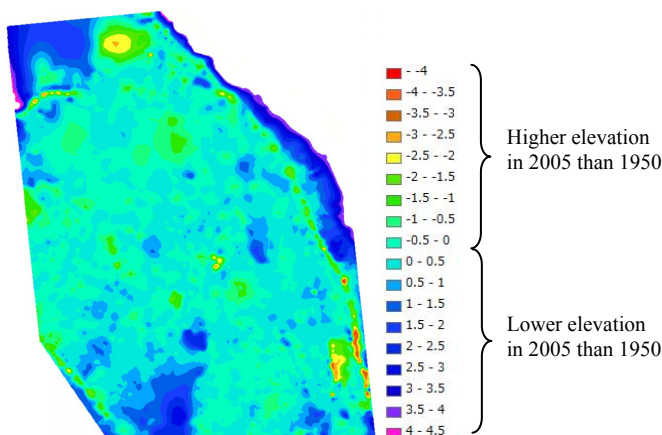 - -4
-4 - -3.5
-3.5 - -3
-3 - -2.5
-2.5 - -2
-2 - -1.5
-1.5 - -1
-1 - -0.5
-0.5 - 0
0 - 0.5
0.5 - 1
1 - 1.5
1.5 - 2
2 - 2.5
2.5 - 3
3 - 3.5
3.5 - 4
4 - 4.5
Higher elevation
in 2005 than 1950
Lower elevation
in 2005 than 1950